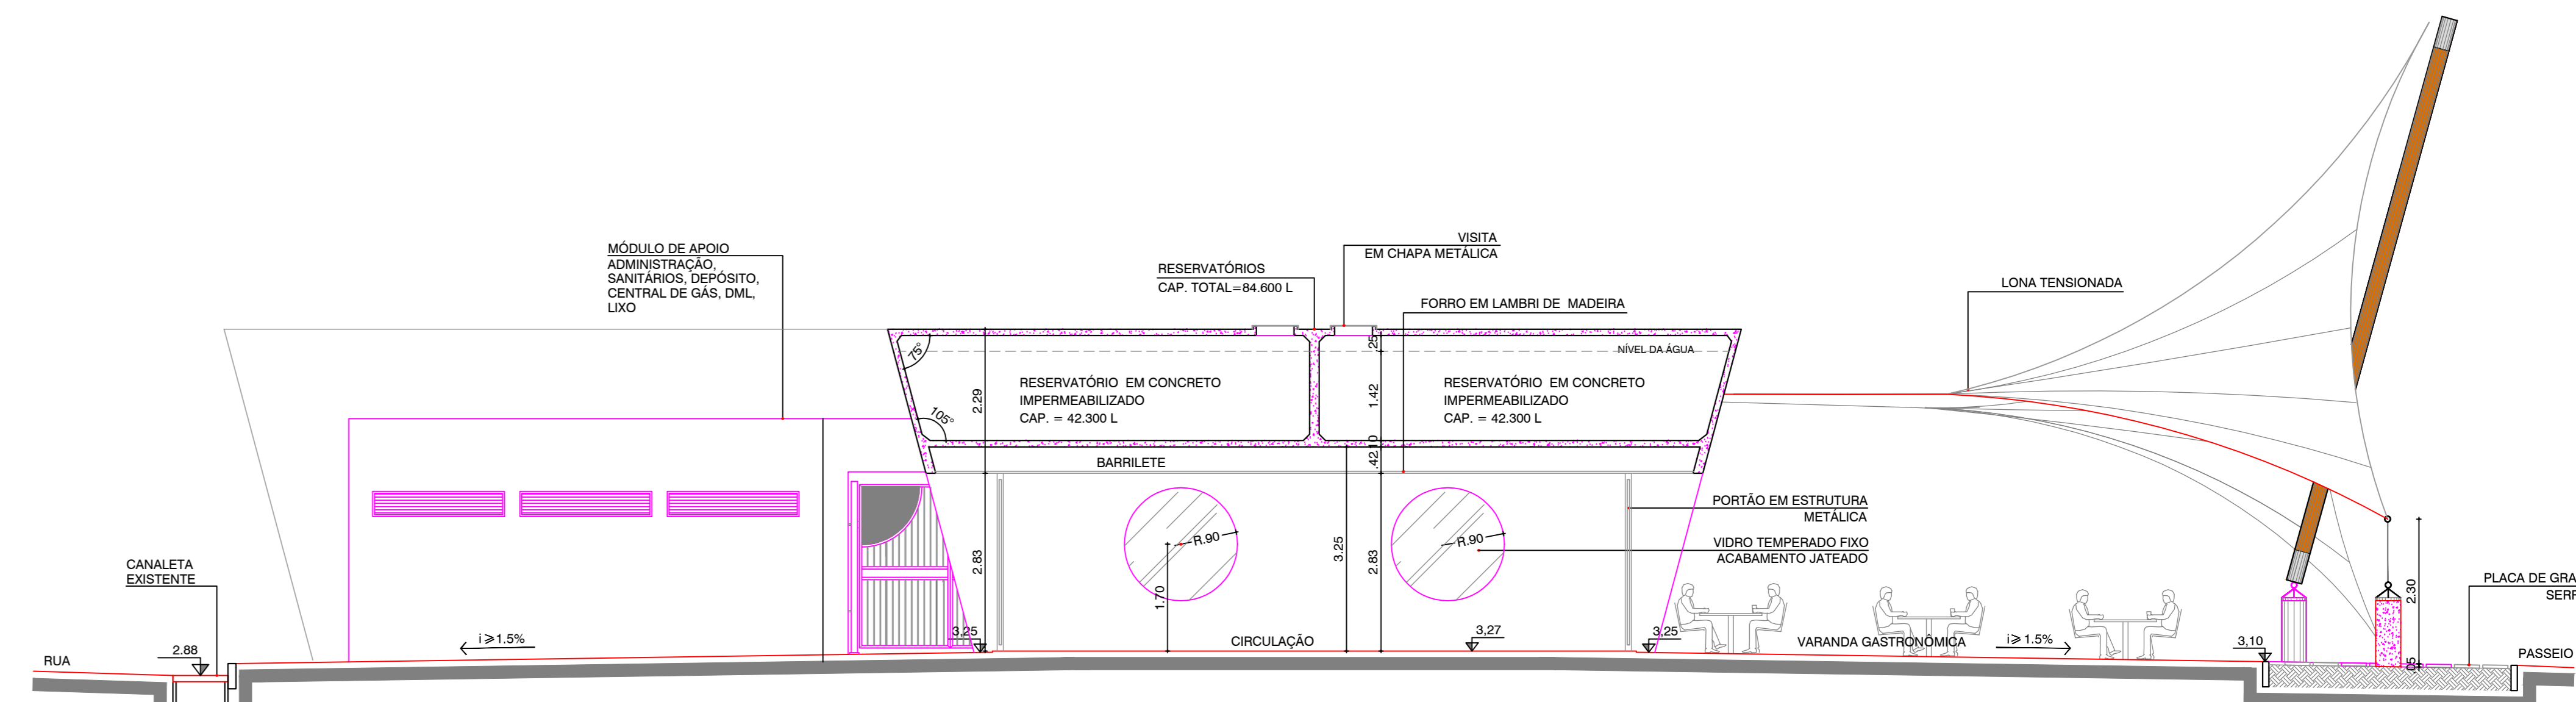 MÓDULO DE APOIO
ADMINISTRAÇÃO,
SANITÁRIOS, DEPÓSITO,
CENTRAL DE GÁS, DML,
LIXO
RESERVATÓRIOS
CAP. TOTAL=84.600 L
VISITA
EM CHAPA METÁLICA
FORRO EM LAMBRI DE MADEIRA
LONA TENSIONADA
75°
105°
2.29
RESERVATÓRIO EM CONCRETO
IMPERMEABILIZADO
CAP. = 42.300 L
.25
1.42
.10
.42
NÍVEL DA ÁGUA
RESERVATÓRIO EM CONCRETO
IMPERMEABILIZADO
CAP. = 42.300 L
BARRILETE
PORTÃO EM ESTRUTURA
METÁLICA
VIDRO TEMPERADO FIXO
ACABAMENTO JATEADO
R.90
R.90
2.83
1.70
3.25
2.83
CANALETA
EXISTENTE
2.88
RUA
i⩾1.5%
3,25
CIRCULAÇÃO
3,27
3,25
VARANDA GASTRONÔMICA
i⩾1.5%
3,10
2.30
.05
PLACA DE GRA
SERR
PASSEIO